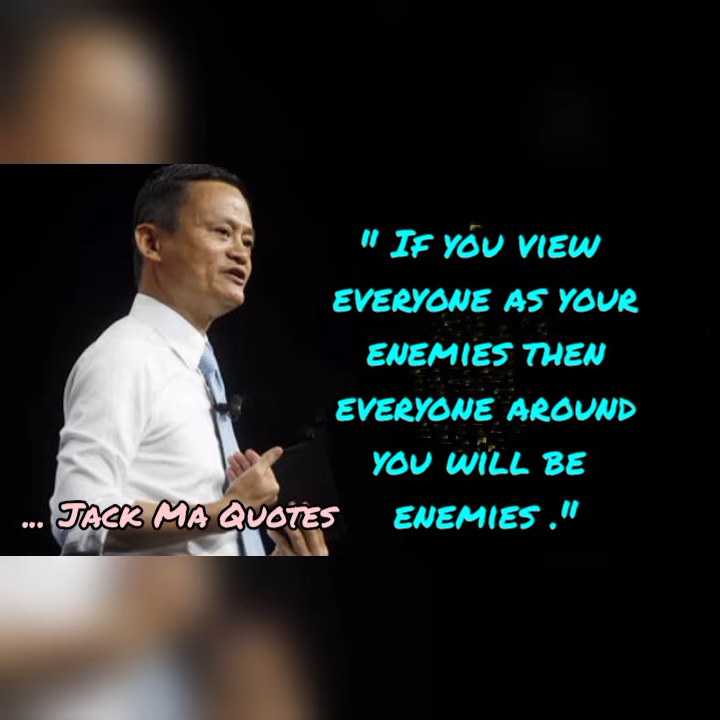 " If you view
everyone as your
enemies then
everyone around
you will be
enemies ."
... Jack Ma Quotes